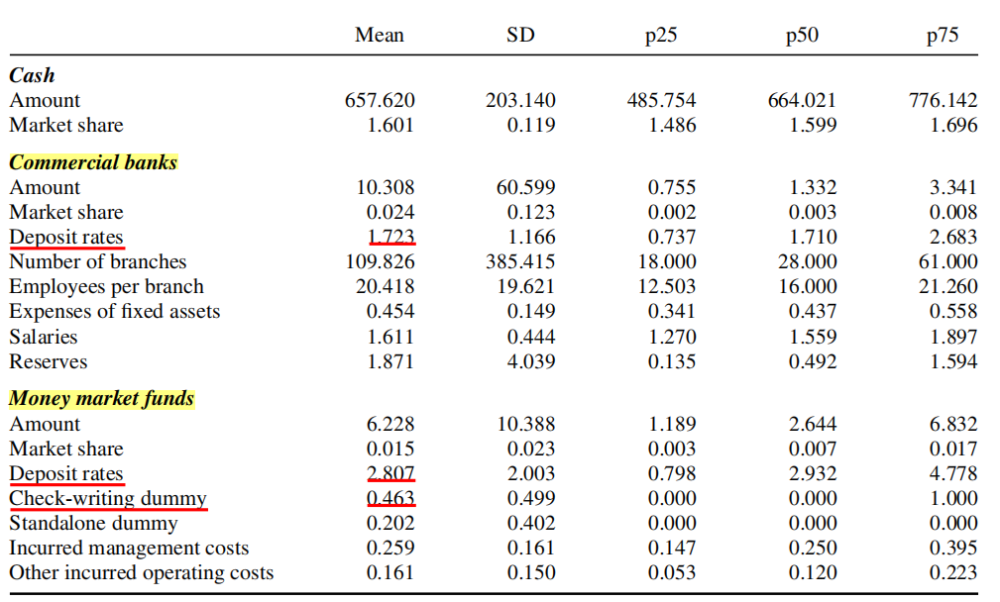 Mean SD p25 p50 p75
Cash
Amount 657.620 203.140 485.754 664.021 776.142
Market share 1.601 0.119 1.486 1.599 1.696
Commercial banks
Amount 10.308 60.599 0.755 1.332 3.341
Market share 0.024 0.123 0.002 0.003 0.008
Deposit rates 1.723 1.166 0.737 1.710 2.683
Number of branches 109.826 385.415 18.000 28.000 61.000
Employees per branch 20.418 19.621 12.503 16.000 21.260
Expenses of fixed assets 0.454 0.149 0.341 0.437 0.558
Salaries 1.611 0.444 1.270 1.559 1.897
Reserves 1.871 4.039 0.135 0.492 1.594
Money market funds
Amount 6.228 10.388 1.189 2.644 6.832
Market share 0.015 0.023 0.003 0.007 0.017
Deposit rates 2.807 2.003 0.798 2.932 4.778
Check-writing dummy 0.463 0.499 0.000 0.000 1.000
Standalone dummy 0.202 0.402 0.000 0.000 0.000
Incurred management costs 0.259 0.161 0.147 0.250 0.395
Other incurred operating costs 0.161 0.150 0.053 0.120 0.223